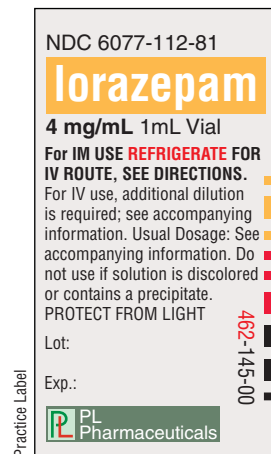 NDC 6077-112-81
lorazepam
4 mg/mL 1mL Vial
For IM USE REFRIGERATE FOR
IV ROUTE, SEE DIRECTIONS.
For IV use, additional dilution
is required; see accompanying
information. Usual Dosage: See
accompanying information. Do
not use if solution is discolored
or contains a precipitate.
PROTECT FROM LIGHT
Lot:
Exp.:
462-145-00
PL
PL
Pharmaceuticals
Practice Label